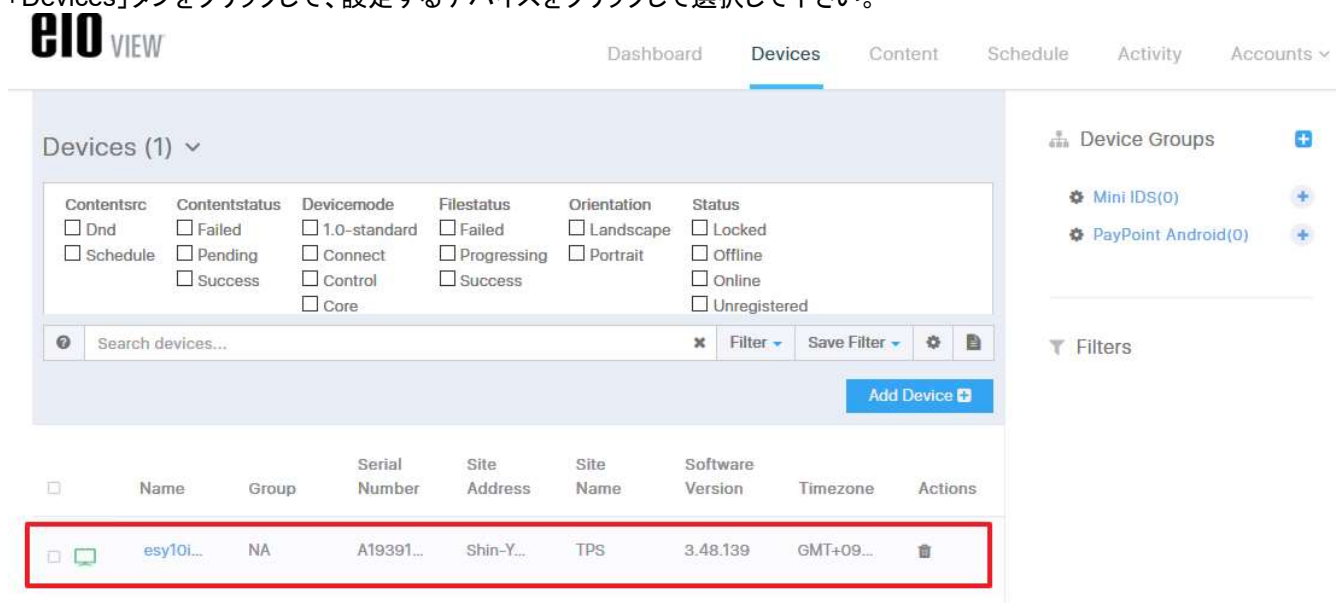 「Devices」タンをクリックして、設定するデバイスをクリックして選択して下さい。
elo VIEW
Dashboard Devices Content Schedule Activity Accounts
Devices (1)
Contentsrc Contentstatus Devicemode Filestatus Orientation Status
Dnd Failed 1.0-standard Failed Landscape Locked
Schedule Pending Connect Progressing Portrait Offline
Success Control Success Online
Core Unregistered
Search devices... Filter Save Filter
Add Device
Device Groups
Mini IDS(0)
PayPoint Android(0)
Filters
Name Group Serial Number Site Address Site Name Software Version Timezone Actions
esy10i... NA A19391... Shin-Y... TPS 3.48.139 GMT+09...